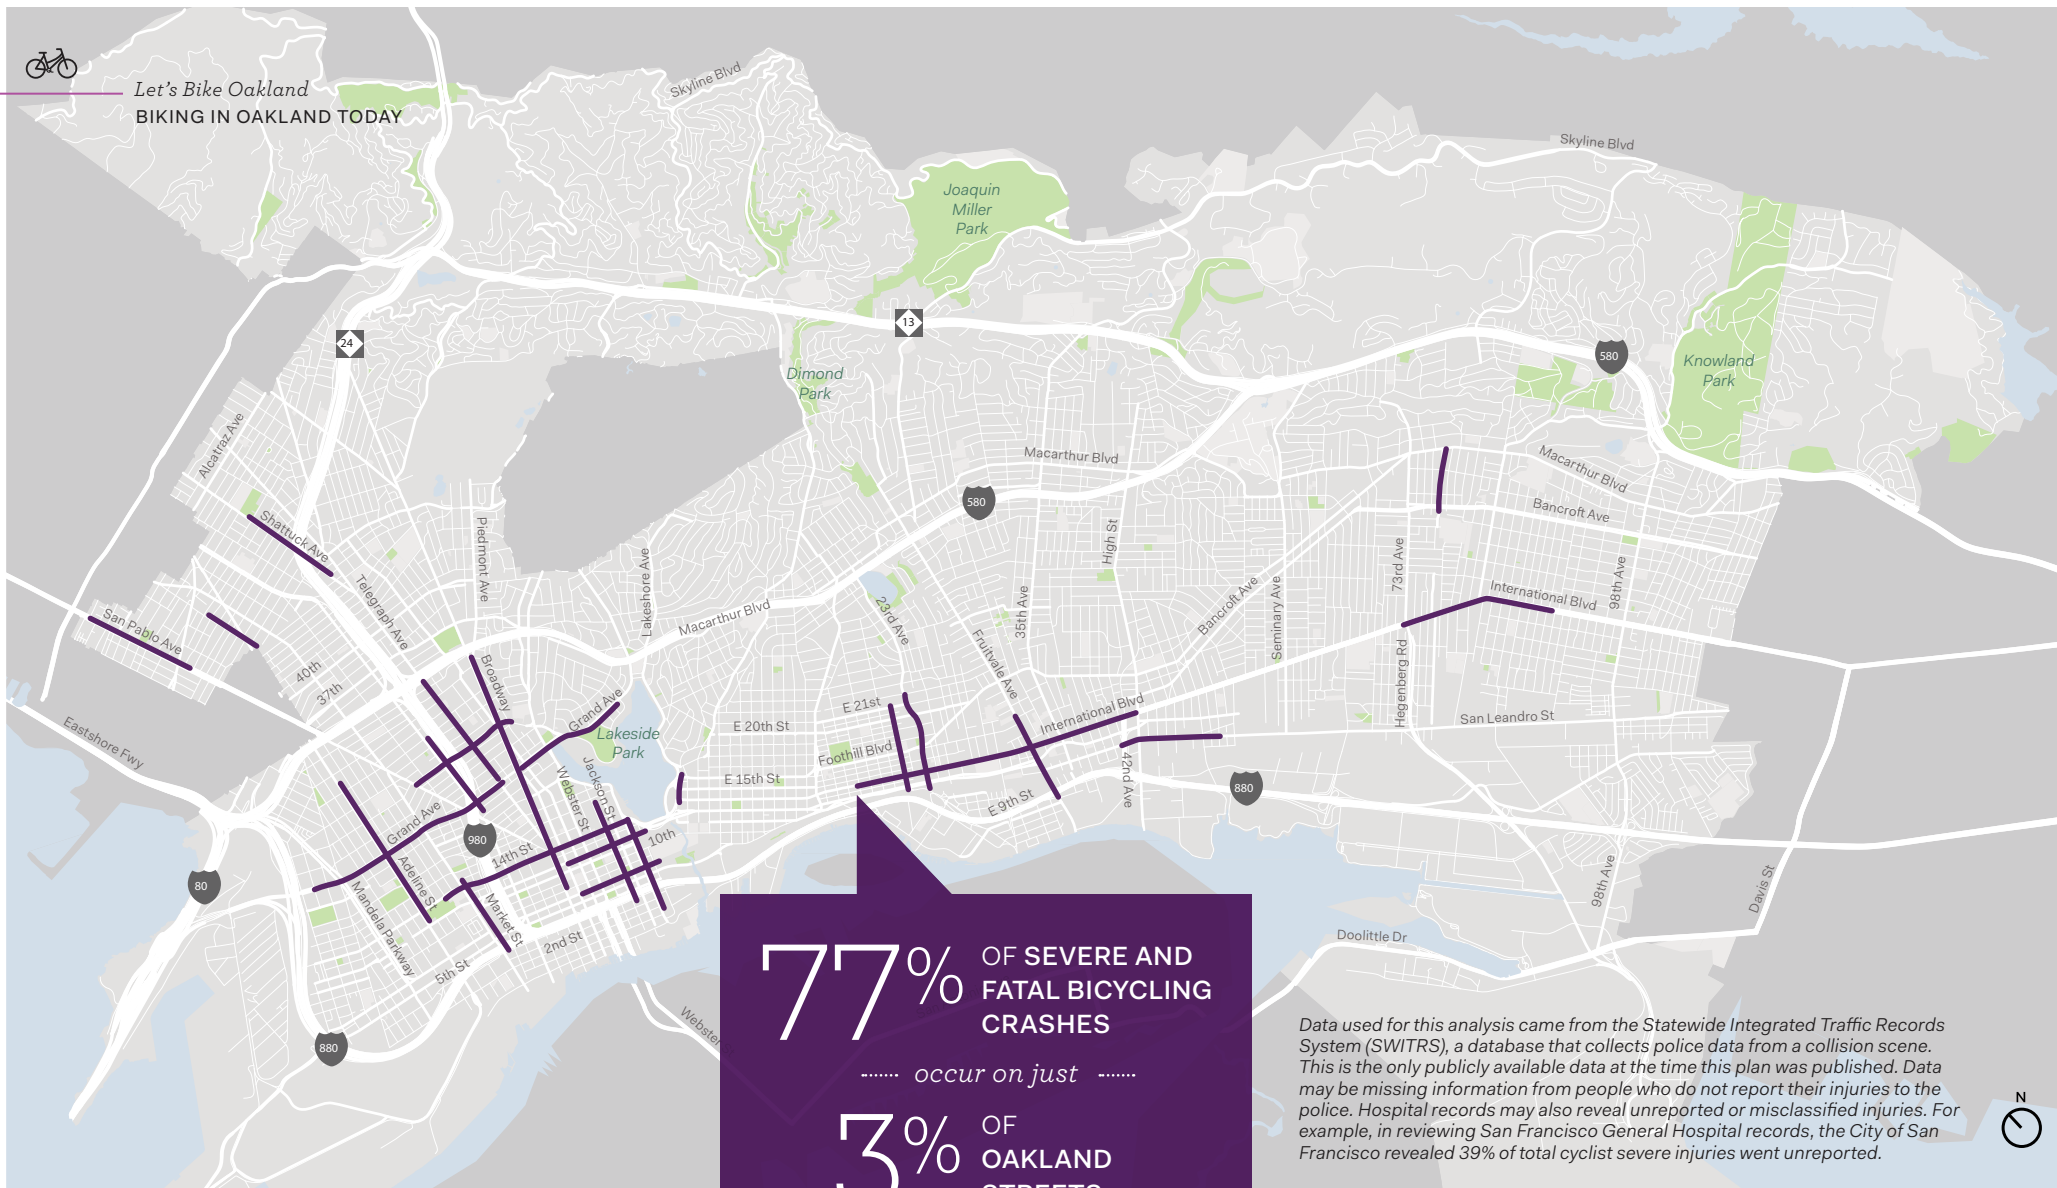 Let's Bike Oakland
BIKING IN OAKLAND TODAY
Skyline Blvd
Skyline Blvd
Joaquin
Miller
Park
13
24
580
Knowland
Park
Dimond
Park
Alcatraz Ave
Macarthur Blvd
Macarthur Blvd
580
Bancroft Ave
Shattuck Ave
Piedmont Ave
High St
Lakeshore Ave
73rd Ave
98th Ave
Telegraph Ave
International Blvd
Bancroft Ave
Seminary Ave
35th Ave
23rd Ave
Macarthur Blvd
San Pablo Ave
Fruitvale Ave
40th
37th
Broadway
Hegenberg Rd
Grand Ave
E 21st
International Blvd
San Leandro St
E 20th St
Lakeside
Park
Eastshore Fwy
Foothill Blvd
E 15th St
Webster St
Jackson St
42nd Ave
880
E 9th St
Grand Ave
980
10th
14th St
80
Adeline St
Mandela Parkway
Market St
98th Ave
Davis St
2nd St
5th St
Doolittle Dr
880
Webster
77% OF SEVERE AND
FATAL BICYCLING
CRASHES
occur on just
3% OF
OAKLAND
STREETS
Data used for this analysis came from the Statewide Integrated Traffic Records
System (SWITRS), a database that collects police data from a collision scene.
This is the only publicly available data at the time this plan was published. Data
may be missing information from people who do not report their injuries to the
police. Hospital records may also reveal unreported or misclassified injuries. For
example, in reviewing San Francisco General Hospital records, the City of San
Francisco revealed 39% of total cyclist severe injuries went unreported.
N